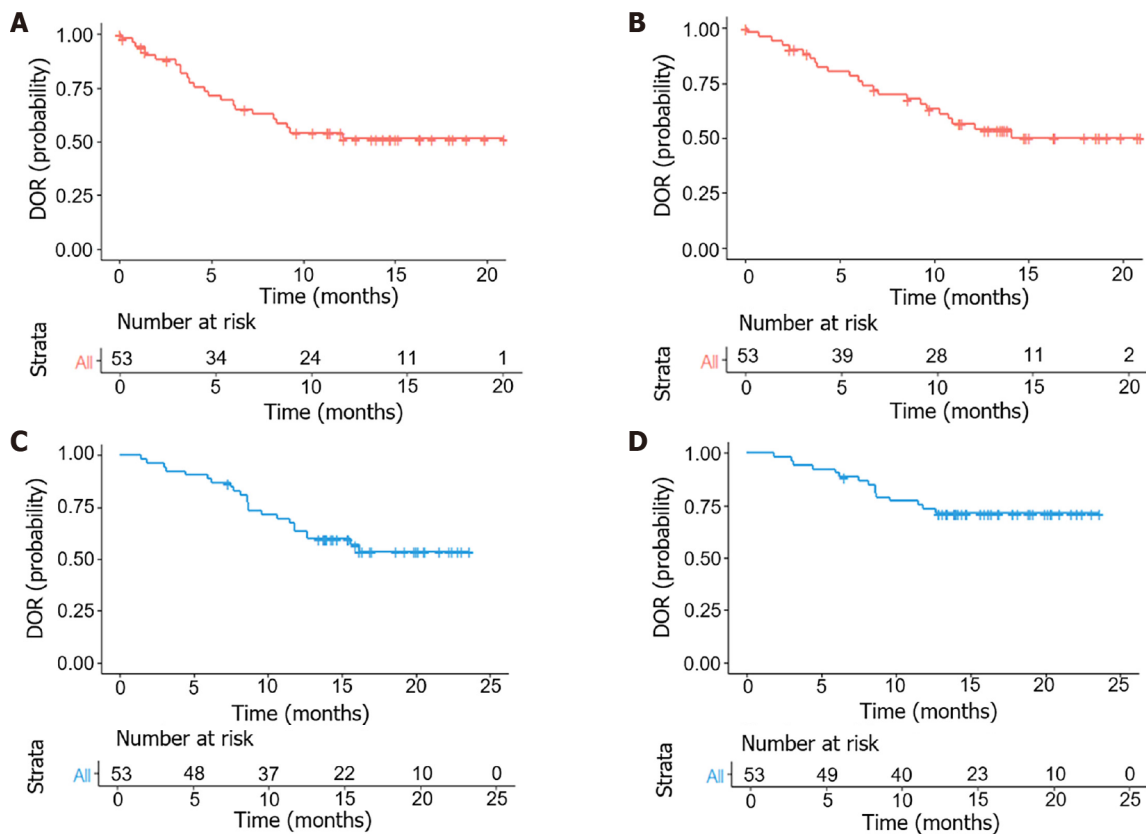 A
DOR (probability)
1.00
0.75
0.50
0.25
0.00
0 5 10 15 20
Time (months)
Number at risk
Strata
All 53 34 24 11 1
0 5 10 15 20
Time (months)
B
DOR (probability)
1.00
0.75
0.50
0.25
0.00
0 5 10 15 20
Time (months)
Number at risk
Strata
All 53 39 28 11 2
0 5 10 15 20
Time (months)
C
DOR (probability)
1.00
0.75
0.50
0.25
0.00
0 5 10 15 20 25
Time (months)
Number at risk
Strata
All 53 48 37 22 10 0
0 5 10 15 20 25
Time (months)
D
DOR (probability)
1.00
0.75
0.50
0.25
0.00
0 5 10 15 20 25
Time (months)
Number at risk
Strata
All 53 49 40 23 10 0
0 5 10 15 20 25
Time (months)